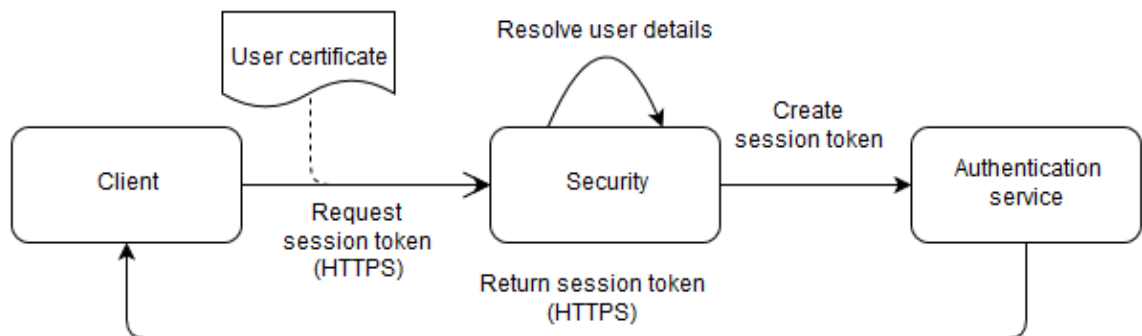 Resolve user details
User certificate
Create
session token
Client
Security
Authentication
service
Request
session token
(HTTPS)
Return session token
(HTTPS)